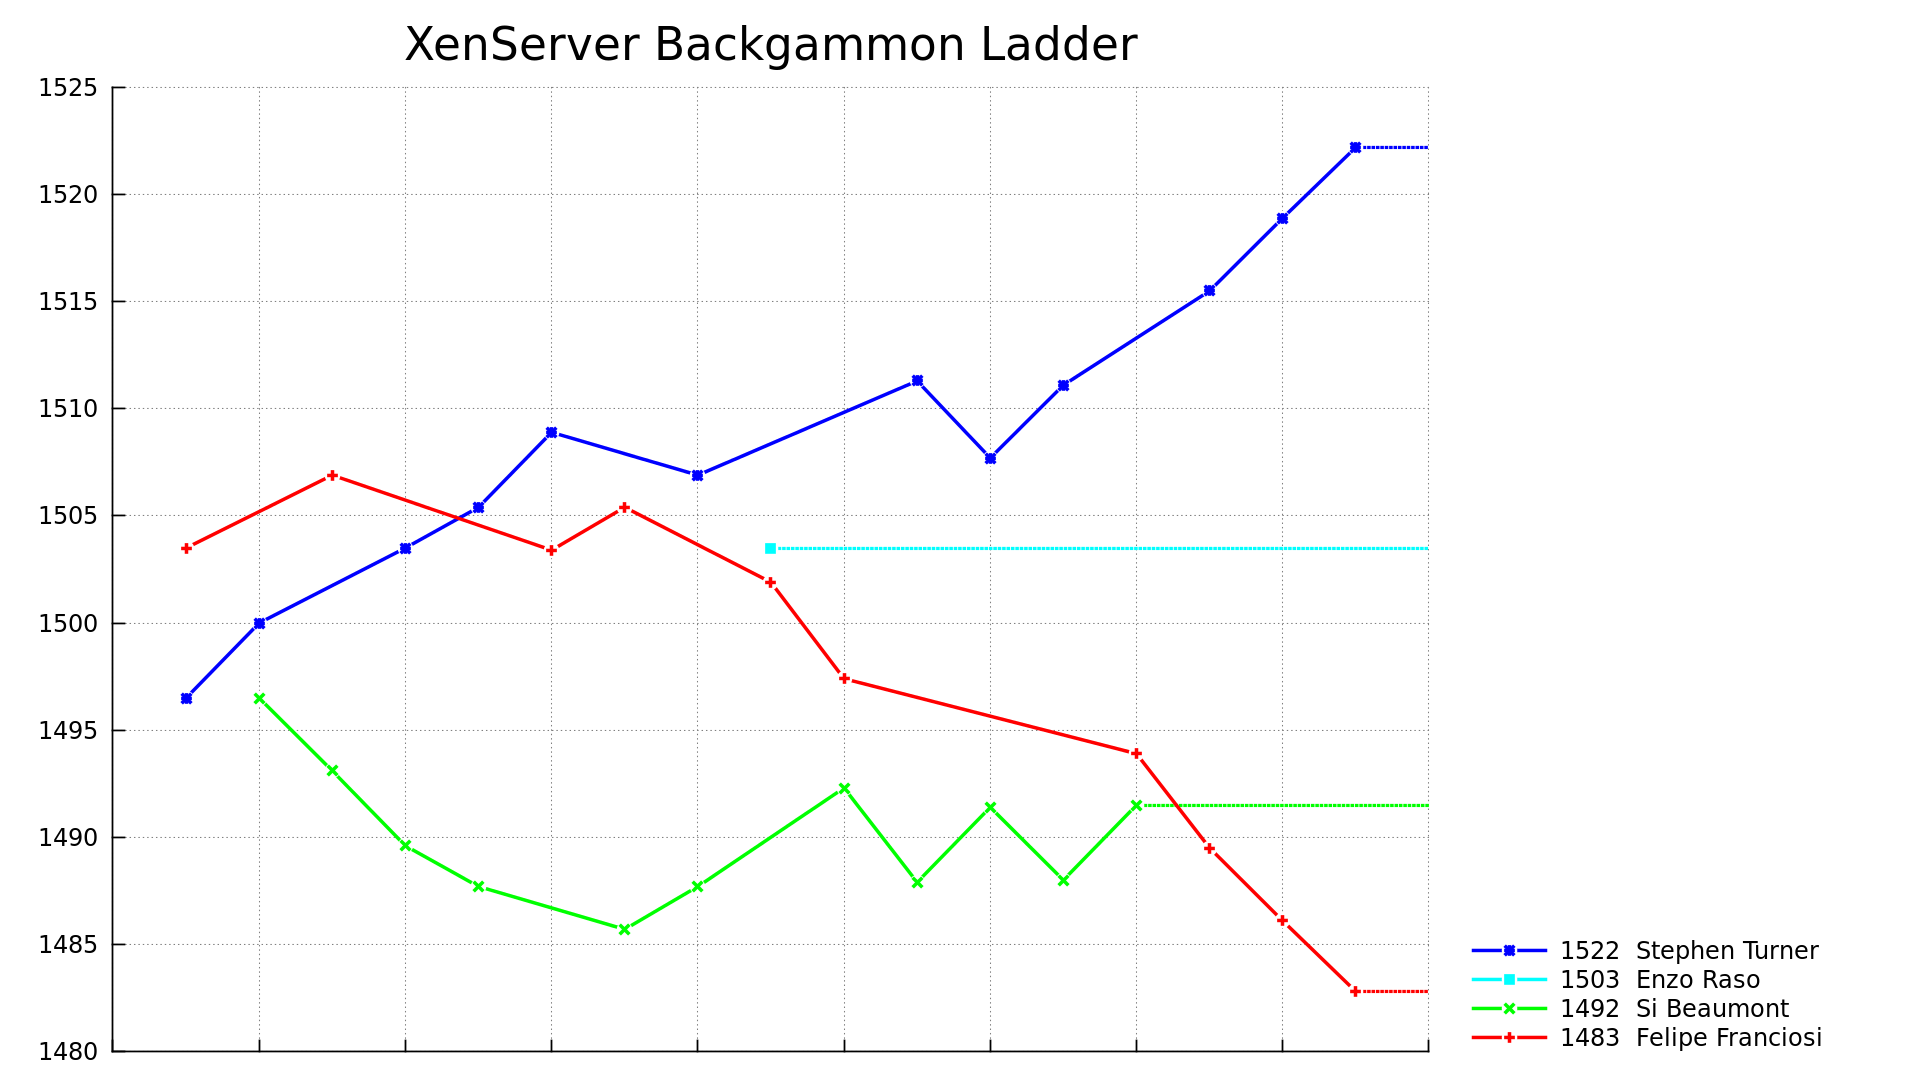 XenServer Backgammon Ladder
1525
1520
1515
1510
1505
1500
1495
1490
1485
1480
1522 Stephen Turner
1503 Enzo Raso
1492 Si Beaumont
1483 Felipe Franciosi